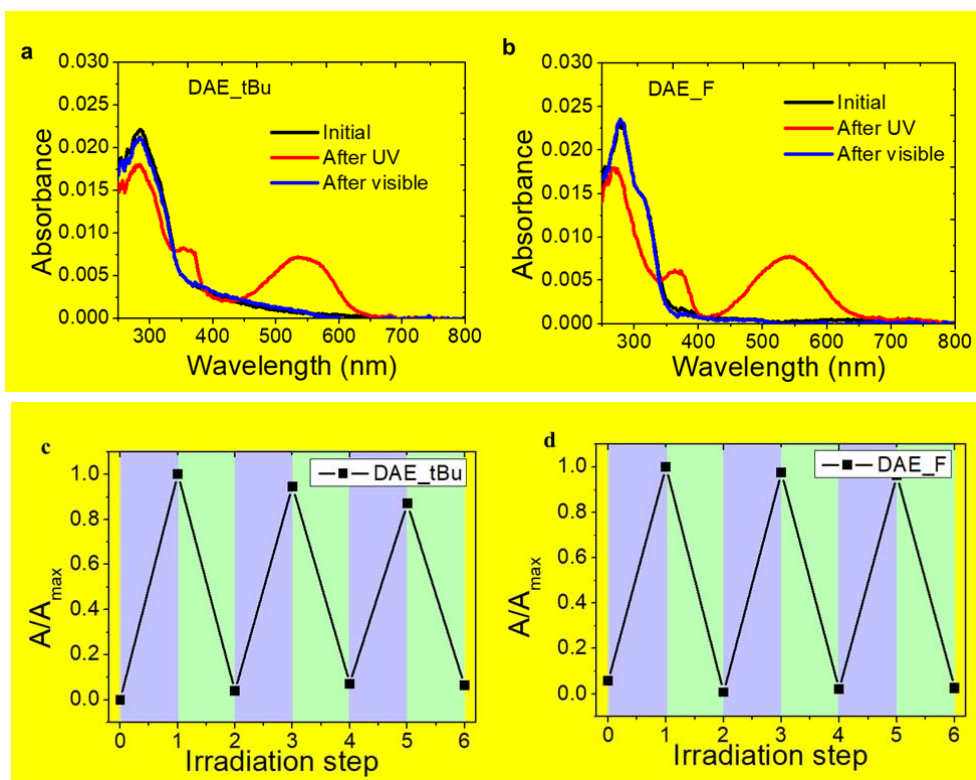 a
DAE_tBu
Initial
After UV
After visible
0.030
0.025
0.020
0.015
0.010
0.005
0.000
Absorbance
300 400 500 600 700 800
Wavelength (nm)
b
DAE_F
Initial
After UV
After visible
0.030
0.025
0.020
0.015
0.010
0.005
0.000
Absorbance
300 400 500 600 700 800
Wavelength (nm)
c
DAE_tBu
1.0
0.8
0.6
0.4
0.2
0.0
A/Amax
0 1 2 3 4 5 6
Irradiation step
d
DAE_F
1.0
0.8
0.6
0.4
0.2
0.0
A/Amax
0 1 2 3 4 5 6
Irradiation step